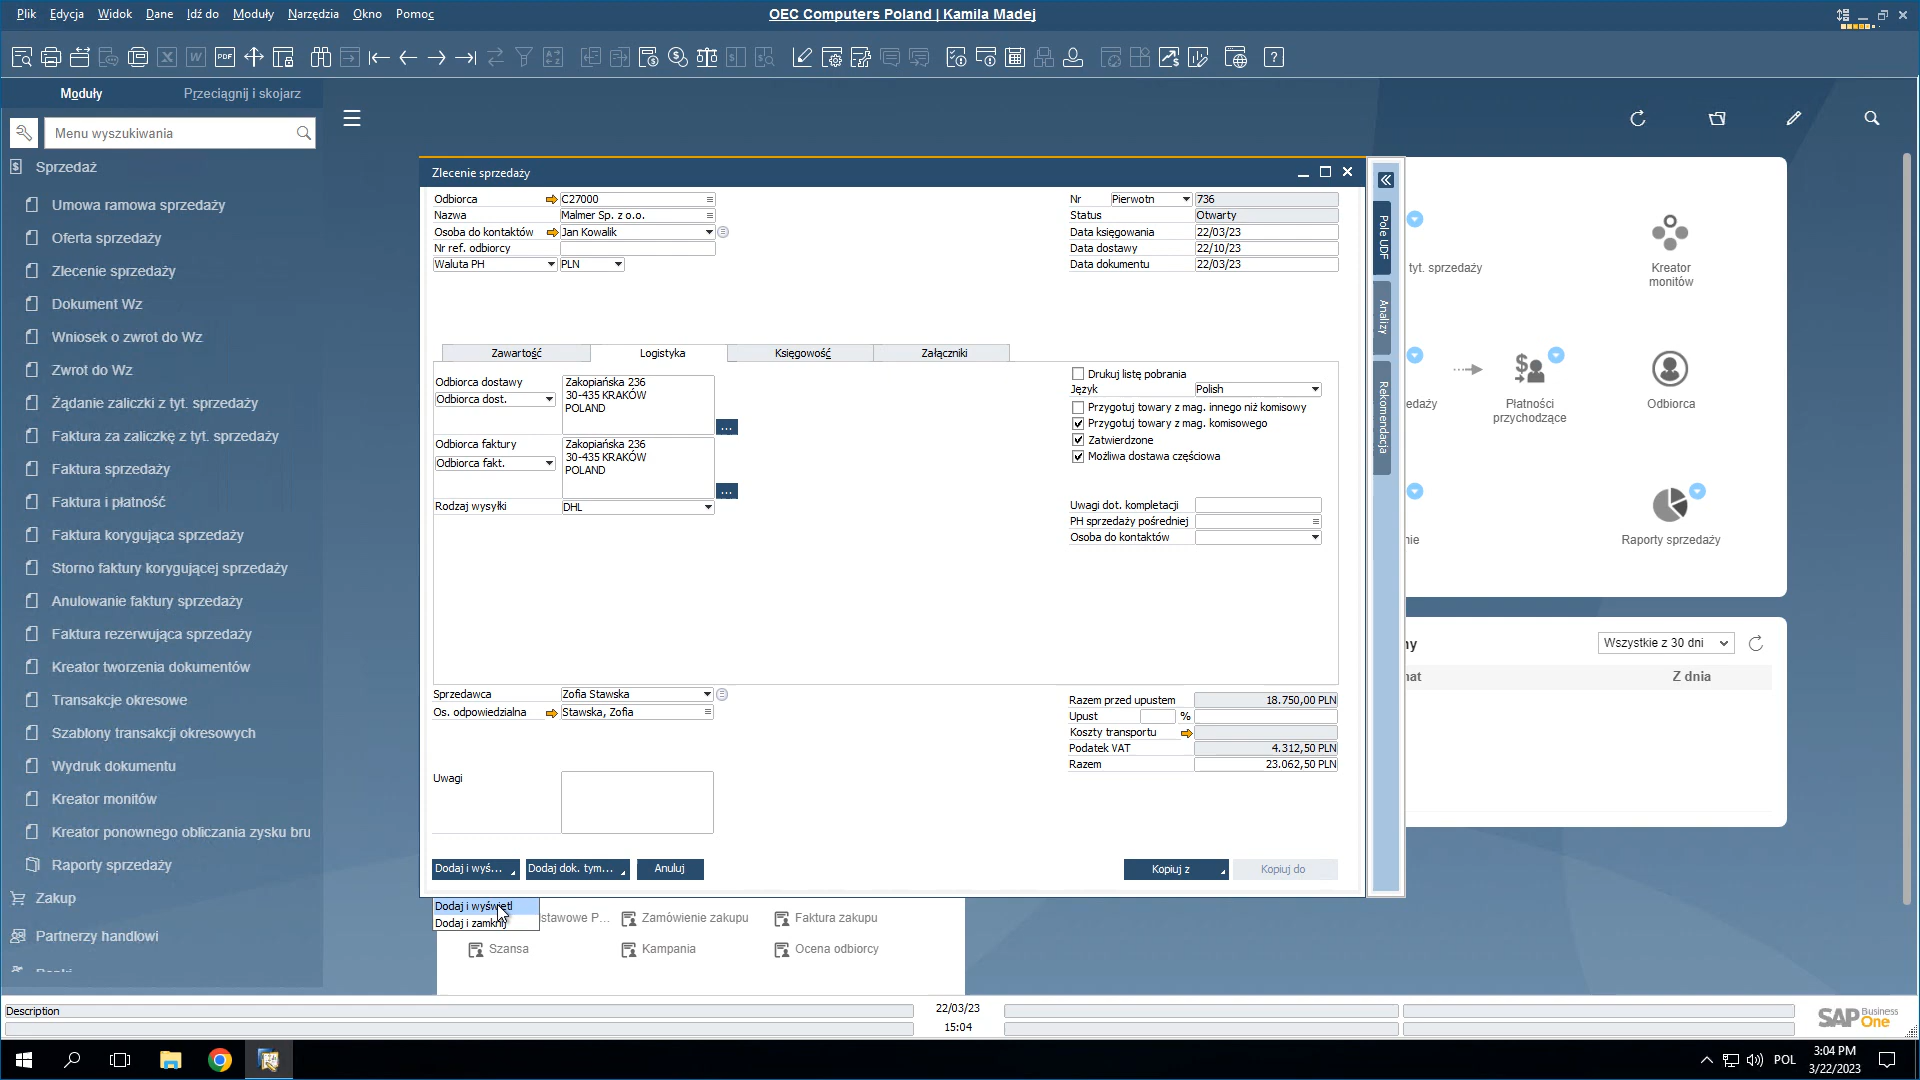 Plik Edycja Widok Dane Idź do Moduły Narzędzia Okno Pomoc
OEC Computers Poland | Kamila Madej
Moduły Przeciągnij i skojarz
Menu wyszukiwania
Sprzedaż
Umowa ramowa sprzedaży
Oferta sprzedaży
Zlecenie sprzedaży
Dokument Wz
Wniosek o zwrot do Wz
Zwrot do Wz
Żądanie zaliczki z tyt. sprzedaży
Faktura za zaliczkę z tyt. sprzedaży
Faktura sprzedaży
Faktura i płatność
Faktura korygująca sprzedaży
Storno faktury korygującej sprzedaży
Anulowanie faktury sprzedaży
Faktura rezerwująca sprzedaży
Kreator tworzenia dokumentów
Transakcje okresowe
Szablony transakcji okresowych
Wydruk dokumentu
Kreator monitów
Kreator ponownego obliczania zysku bru
Raporty sprzedaży
Zakup
Partnerzy handlowi
Zlecenie sprzedaży
Odbiorca C27000
Nazwa Malmer Sp. z o.o.
Osoba do kontaktów Jan Kowalik
Nr ref. odbiorcy
Waluta PH PLN
Nr Pierwotn 736
Status Otwarty
Data księgowania 22/03/23
Data dostawy 22/10/23
Data dokumentu 22/03/23
Zawartość Logistyka Księgowość Załączniki
Odbiorca dostawy
Odbiorca dost.
Zakopiańska 236
30-435 KRAKÓW
POLAND
...
Odbiorca faktury
Odbiorca fakt.
Zakopiańska 236
30-435 KRAKÓW
POLAND
...
Rodzaj wysyłki DHL
Drukuj listę pobrania
Język Polish
Przygotuj towary z mag. innego niż komisowy
Przygotuj towary z mag. komisowego
Zatwierdzone
Możliwa dostawa częściowa
Uwagi dot. kompletacji
PH sprzedaży pośredniej
Osoba do kontaktów
Sprzedawca Zofia Stawska
Os. odpowiedzialna Stawska, Zofia
Uwagi
Razem przed upustem 18.750,00 PLN
Upust %
Koszty transportu
Podatek VAT 4.312,50 PLN
Razem 23.062,50 PLN
Dodaj i wyś... Dodaj dok. tym... Anuluj Kopiuj z Kopiuj do
Dodaj i wyświetl
Dodaj i zamknij
Pole UDF
Analizy
Rekomendacja
tyt. sprzedaży
Kreator
monitów
edaży
Płatności
przychodzące
Odbiorca
nie
Raporty sprzedaży
Wszystkie z 30 dni
Z dnia
stawowe P... Zamówienie zakupu Faktura zakupu
Szansa Kampania Ocena odbiorcy
Description
22/03/23
15:04
SAP Business One
POL
3:04 PM
3/22/2023